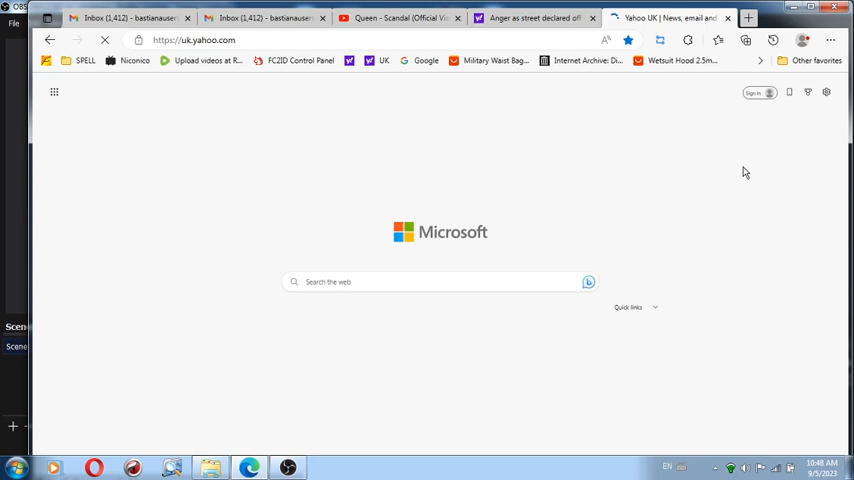 OBS
Inbox (1,412) - bastianauser
Inbox (1,412) - bastianauser
Queen - Scandal (Official Vi
Anger as street declared off
Yahoo UK | News, email and
File
https://uk.yahoo.com
SPELL
Niconico
Upload videos at R...
FC2ID Control Panel
UK
Google
Military Waist Bag...
Internet Archive: Di...
Wetsuit Hood 2.5m...
Other favorites
Sign in
Microsoft
Search the web
Quick links
Scene
Scene
EN
10:48 AM
9/5/2023